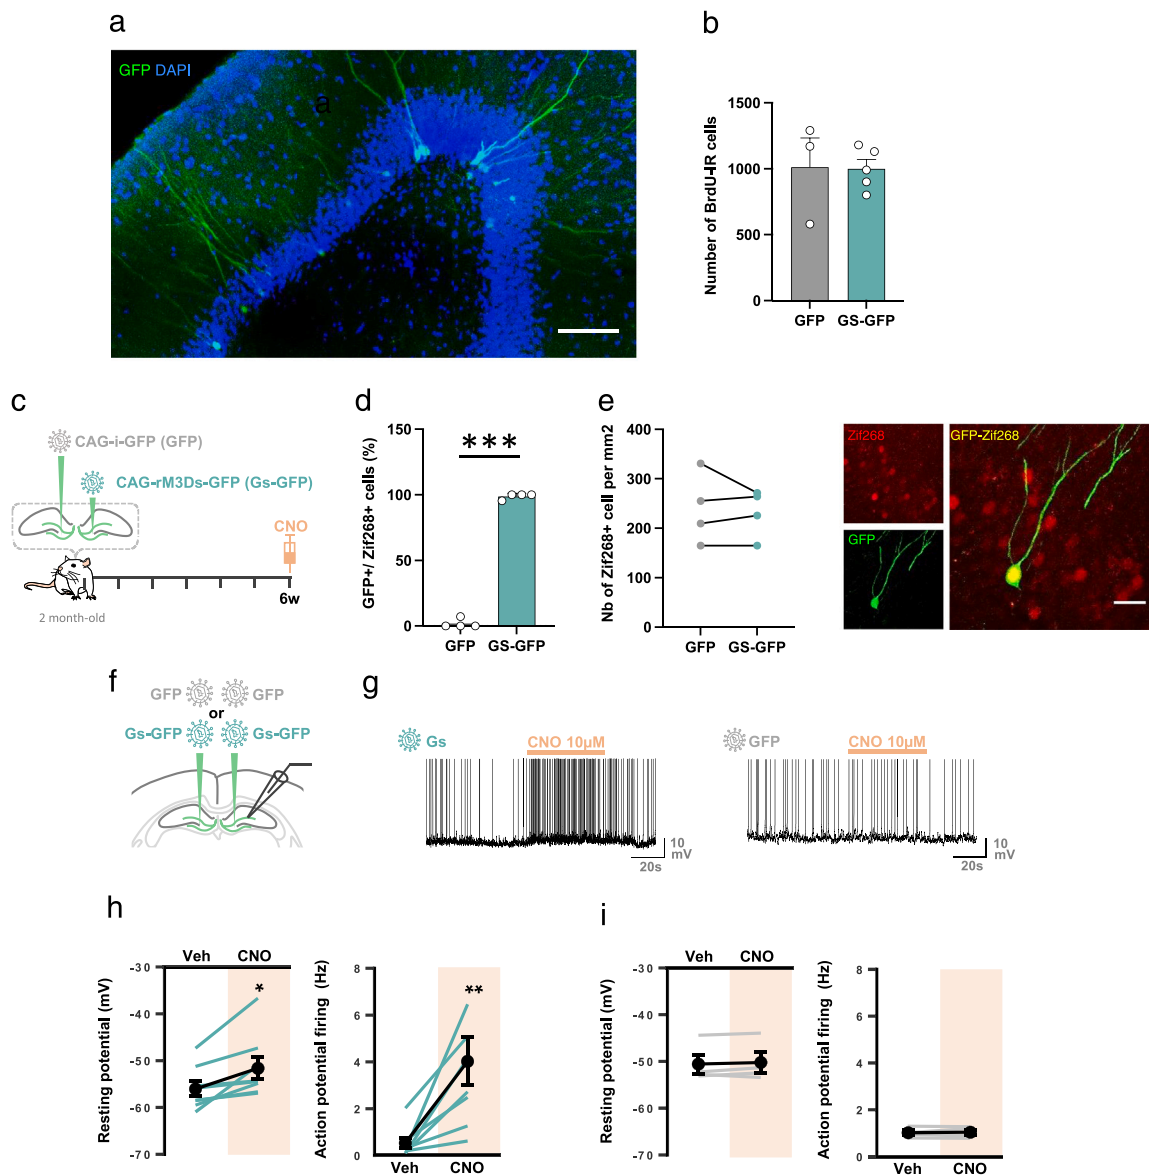 a
GFP DAPI
a
b
Number of BrdU-IR cells
1500
1000
500
0
GFP
GS-GFP
c
CAG-i-GFP (GFP)
CAG-rM3Ds-GFP (Gs-GFP)
CNO
6w
2 month-old
d
GFP+/ Zif268+ cells (%)
150
100
50
0
***
GFP
GS-GFP
e
Nb of Zif268+ cell per mm2
400
300
200
100
0
GFP
GS-GFP
Zif268
GFP
GFP-Zif268
f
GFP
GFP
or
Gs-GFP
Gs-GFP
g
Gs
CNO 10µM
10
mV
20s
GFP
CNO 10µM
10
mV
20s
h
Veh
CNO
Resting potential (mV)
-30
-40
-50
-60
-70
*
Action potential firing (Hz)
8
6
4
2
0
**
Veh
CNO
i
Veh
CNO
Resting potential (mV)
-30
-40
-50
-60
-70
Action potential firing (Hz)
8
6
4
2
0
Veh
CNO